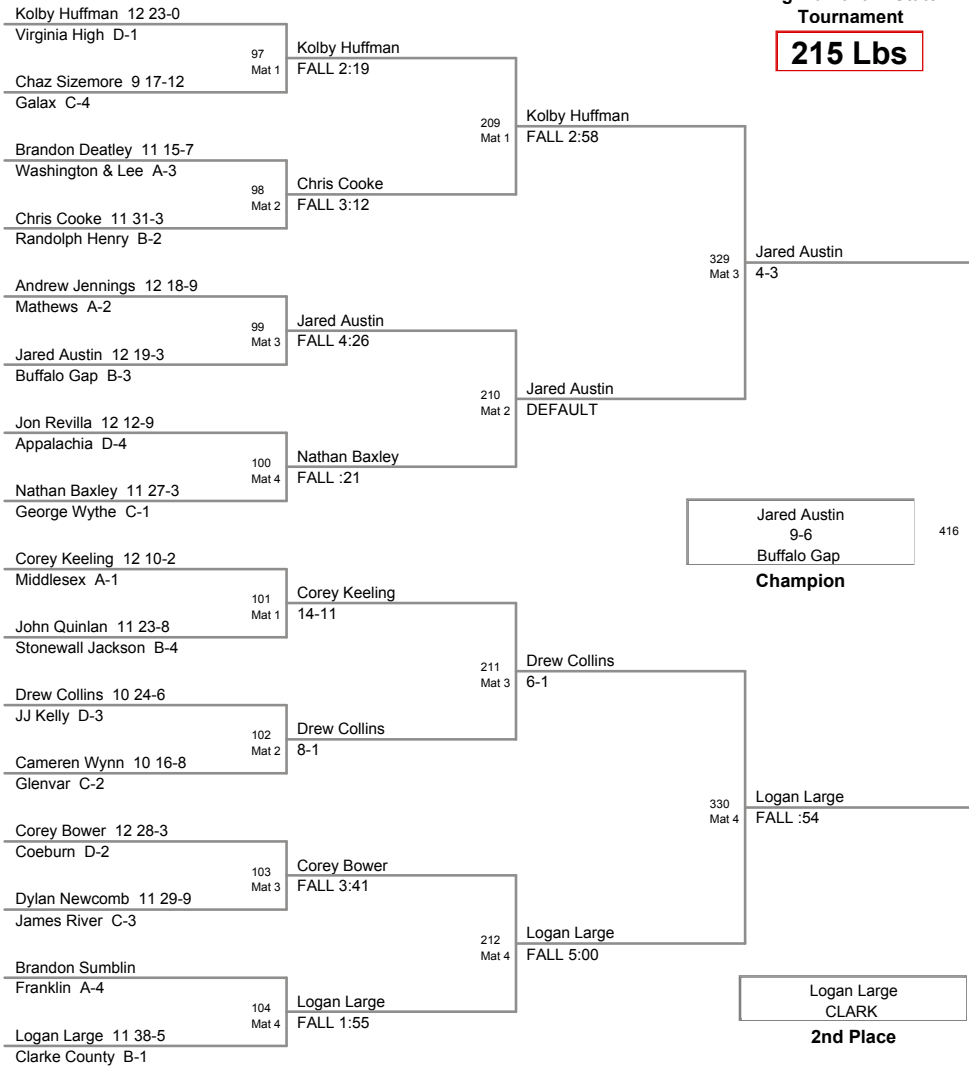 Tournament
215 Lbs
Kolby Huffman 12 23-0
Virginia High D-1
97
Mat 1
Kolby Huffman
FALL 2:19
Chaz Sizemore 9 17-12
Galax C-4
209
Mat 1
Kolby Huffman
FALL 2:58
Brandon Deatley 11 15-7
Washington & Lee A-3
98
Mat 2
Chris Cooke
FALL 3:12
Chris Cooke 11 31-3
Randolph Henry B-2
329
Mat 3
Jared Austin
4-3
Andrew Jennings 12 18-9
Mathews A-2
99
Mat 3
Jared Austin
FALL 4:26
Jared Austin 12 19-3
Buffalo Gap B-3
210
Mat 2
Jared Austin
DEFAULT
Jon Revilla 12 12-9
Appalachia D-4
100
Mat 4
Nathan Baxley
FALL :21
Nathan Baxley 11 27-3
George Wythe C-1
Jared Austin
9-6
Buffalo Gap
416
Champion
Corey Keeling 12 10-2
Middlesex A-1
101
Mat 1
Corey Keeling
14-11
John Quinlan 11 23-8
Stonewall Jackson B-4
211
Mat 3
Drew Collins
6-1
Drew Collins 10 24-6
JJ Kelly D-3
102
Mat 2
Drew Collins
8-1
Cameren Wynn 10 16-8
Glenvar C-2
330
Mat 4
Logan Large
FALL :54
Corey Bower 12 28-3
Coeburn D-2
103
Mat 3
Corey Bower
FALL 3:41
Dylan Newcomb 11 29-9
James River C-3
212
Mat 4
Logan Large
FALL 5:00
Brandon Sumblin
Franklin A-4
104
Mat 4
Logan Large
FALL 1:55
Logan Large 11 38-5
Clarke County B-1
Logan Large
CLARK
2nd Place